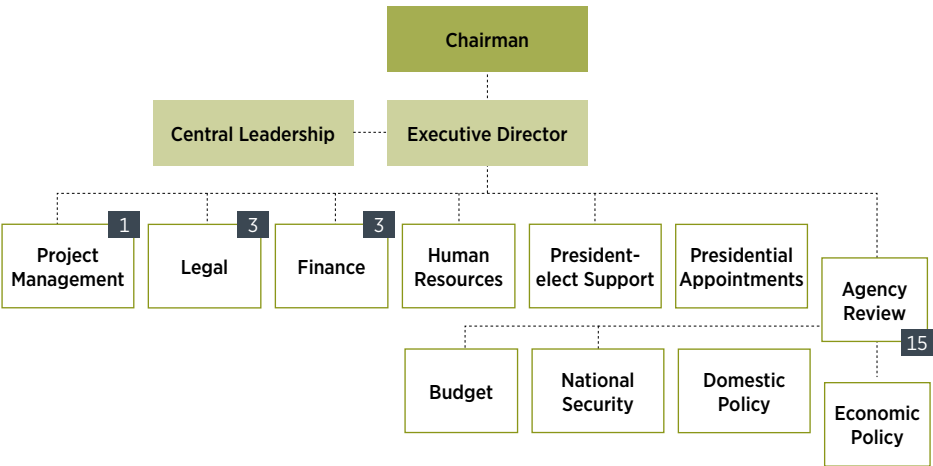 Chairman
Central Leadership
Executive Director
1
3
3
Project
Management
Legal
Finance
Human
Resources
President-
elect Support
Presidential
Appointments
Agency
Review
15
Budget
National
Security
Domestic
Policy
Economic
Policy